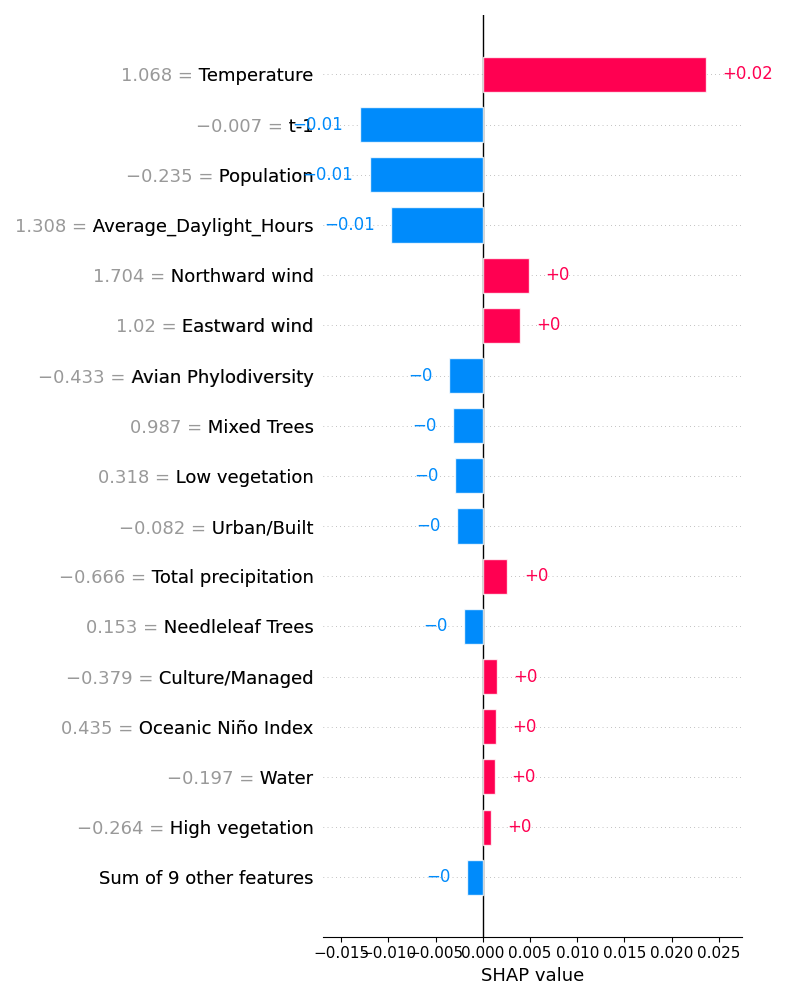 1.068 = Temperature +0.02
−0.007 = t-1 −0.01
−0.235 = Population −0.01
1.308 = Average_Daylight_Hours −0.01
1.704 = Northward wind +0
1.02 = Eastward wind +0
−0.433 = Avian Phylodiversity −0
0.987 = Mixed Trees −0
0.318 = Low vegetation −0
−0.082 = Urban/Built −0
−0.666 = Total precipitation +0
0.153 = Needleleaf Trees −0
−0.379 = Culture/Managed +0
0.435 = Oceanic Niño Index +0
−0.197 = Water +0
−0.264 = High vegetation +0
Sum of 9 other features −0
−0.015 −0.010 −0.005 0.000 0.005 0.010 0.015 0.020 0.025
SHAP value